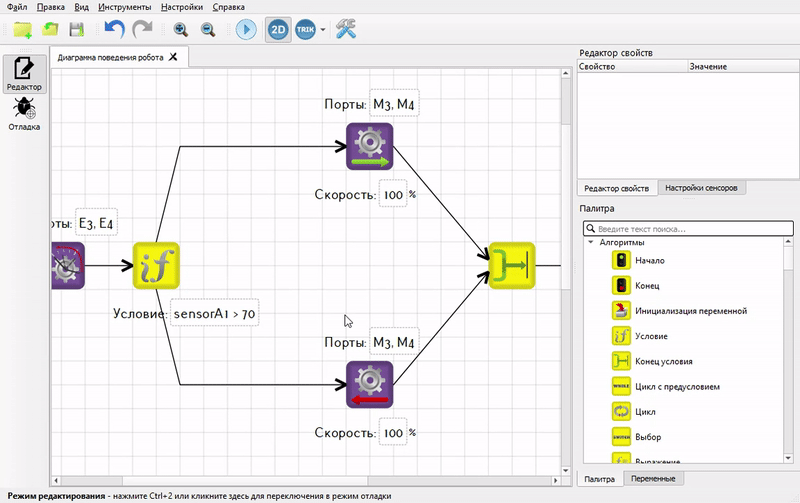 Файл Правка Вид Инструменты Настройки Справка
2D TRIK
Диаграмма поведения робота
Редактор
Отладка
Порты: M3, M4
Скорость: 100 %
рты: E3, E4
if
Условие: sensorA1 > 70
Порты: M3, M4
Скорость: 100 %
Редактор свойств
Свойство Значение
Редактор свойств Настройки сенсоров
Палитра
Введите текст поиска...
Алгоритмы
Начало
Конец
Инициализация переменной
if Условие
Конец условия
WHILE Цикл с предусловием
Цикл
SWITCH Выбор
Выражение
Палитра Переменные
Режим редактирования - нажмите Ctrl+2 или кликните здесь для переключения в режим отладки